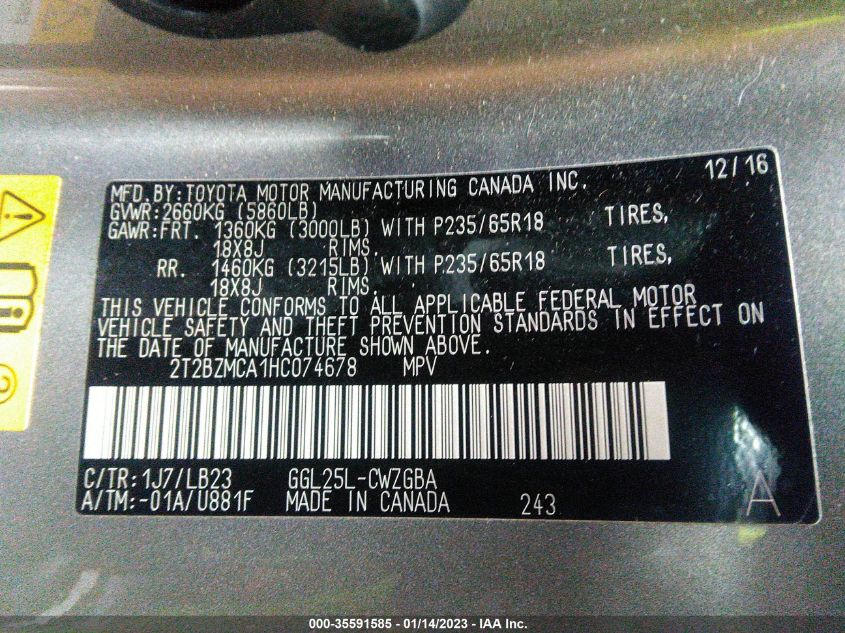 MFD.BY:TOYOTA MOTOR MANUFACTURING CANADA INC. 12/16
GVWR:2660KG (5860LB)
GAWR:FRT. 1360KG (3000LB) WITH P235/65R18 TIRES,
18X8J RIMS.
RR. 1460KG (3215LB) WITH P235/65R18 TIRES,
18X8J RIMS.
THIS VEHICLE CONFORMS TO ALL APPLICABLE FEDERAL MOTOR
VEHICLE SAFETY AND THEFT PREVENTION STANDARDS IN EFFECT ON
THE DATE OF MANUFACTURE SHOWN ABOVE.
2T2BZMCA1HC074678 MPV
C/TR:1J7/LB23 GGL25L-CWZGBA
A/TM:-01A/U881F MADE IN CANADA 243 A
2
000-35591585 - 01/14/2023 - IAA Inc.